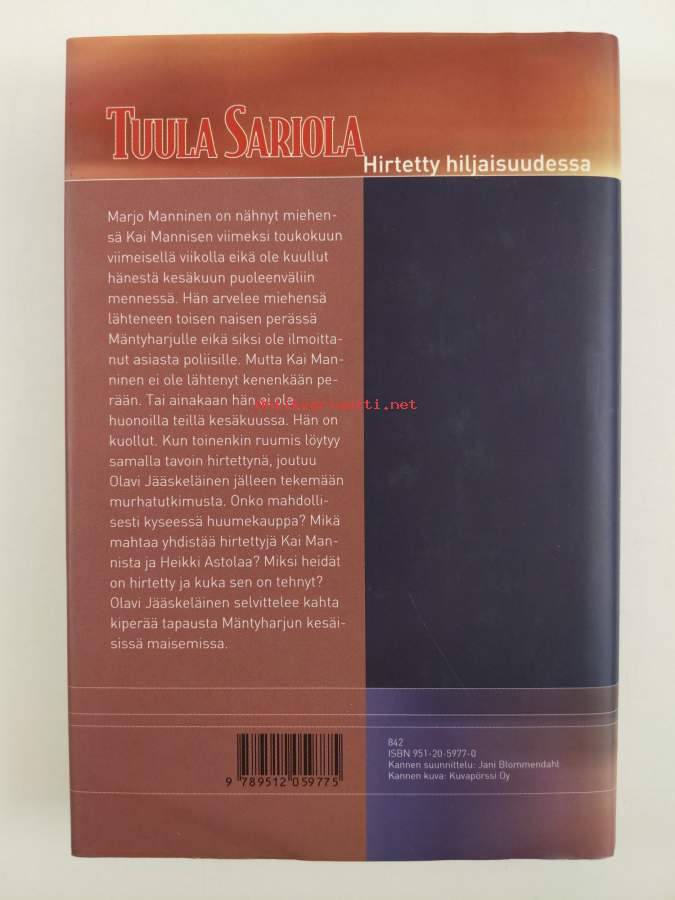 TUULA SARIOLA
Hirtetty hiljaisuudessa
Marjo Manninen on nähnyt miehen-
sä Kai Mannisen viimeksi toukokuun
viimeisellä viikolla eikä ole kuullut
hänestä kesäkuun puoleenväliin
mennessä. Hän arvelee miehensä
lähteneen toisen naisen perässä
Mäntyharjulle eikä siksi ole ilmoitta-
nut asiasta poliisille. Mutta Kai Man-
ninen ei ole lähtenyt kenenkään pe-
rään. Tai ainakaan hän ei ola
huonoilla teillä kesäkuussa. Hän on
kuollut. Kun toinenkin ruumis löytyy
samalla tavoin hirtettynä, joutuu
Olavi Jääskeläinen jälleen tekemään
murhatutkimusta. Onko mahdolli-
sesti kyseessä huumekauppa? Mikä
mahtaa yhdistää hirtettyjä Kai Man-
nista ja Heikki Astolaa? Miksi heidät
on hirtetty ja kuka sen on tehnyt?
Olavi Jääskeläinen selvittelee kahta
kiperää tapausta Mäntyharjun kesäi-
sissä maisemissa.
9 789512 059775
842
ISBN 951-20-5977-0
Kannen suunnittelu: Jani Blommendahl
Kannen kuva: Kuvapörssi Oy